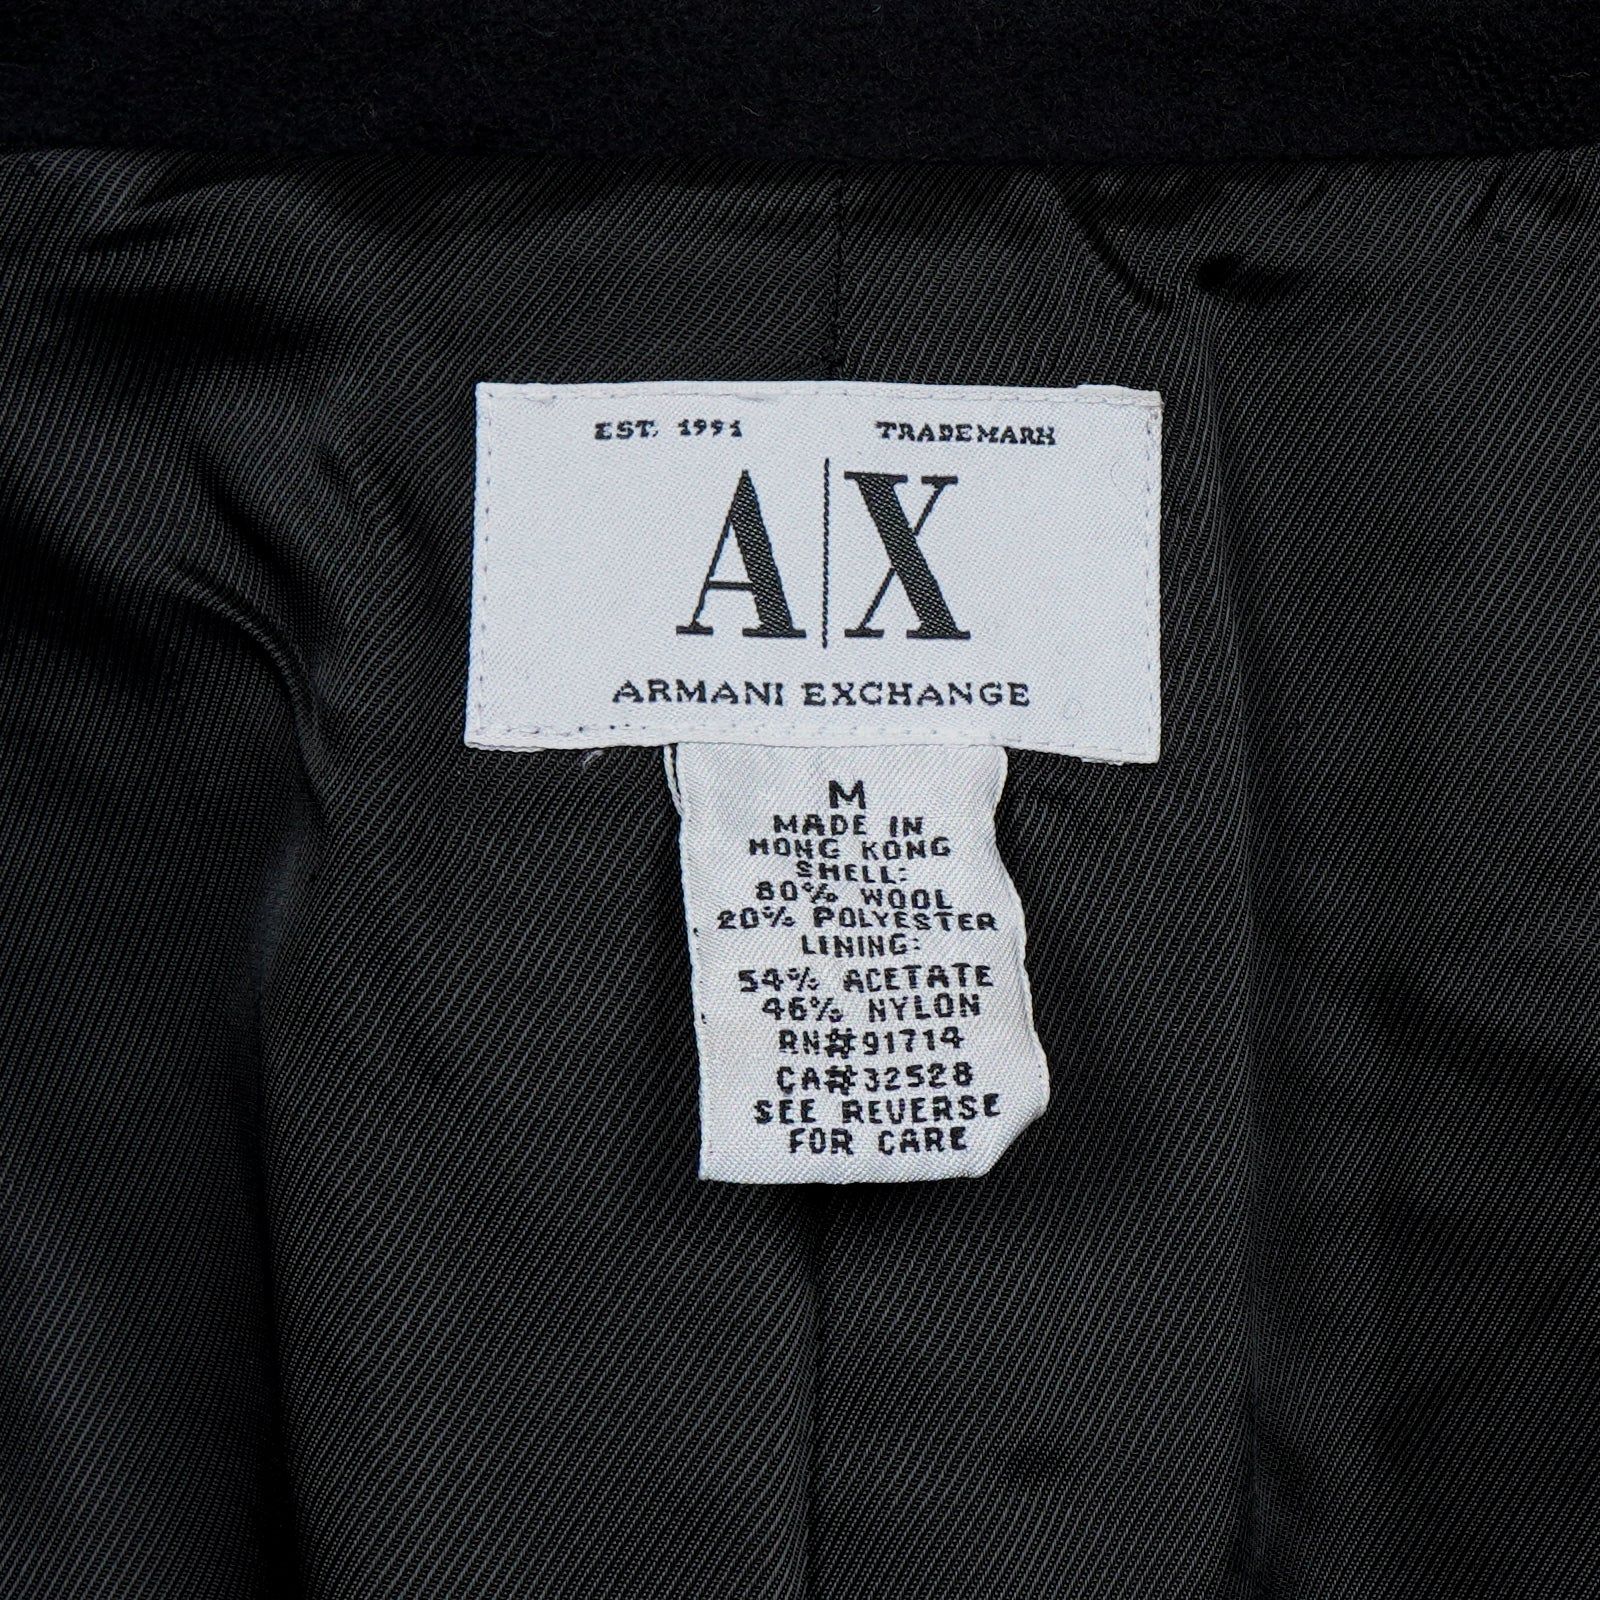 EST. 1991 TRADEMARK
A|X
ARMANI EXCHANGE
M
MADE IN
HONG KONG
SHELL:
80% WOOL
20% POLYESTER
LINING:
54% ACETATE
46% NYLON
RN#91714
CA#32528
SEE REVERSE
FOR CARE